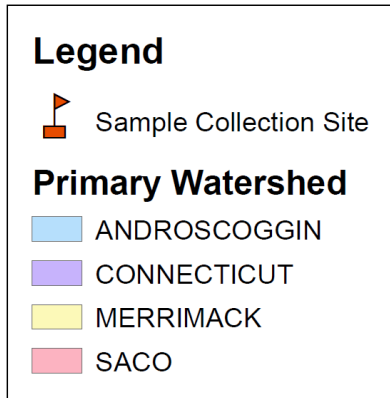 Legend
Sample Collection Site
Primary Watershed
ANDROSCOGGIN
CONNECTICUT
MERRIMACK
SACO